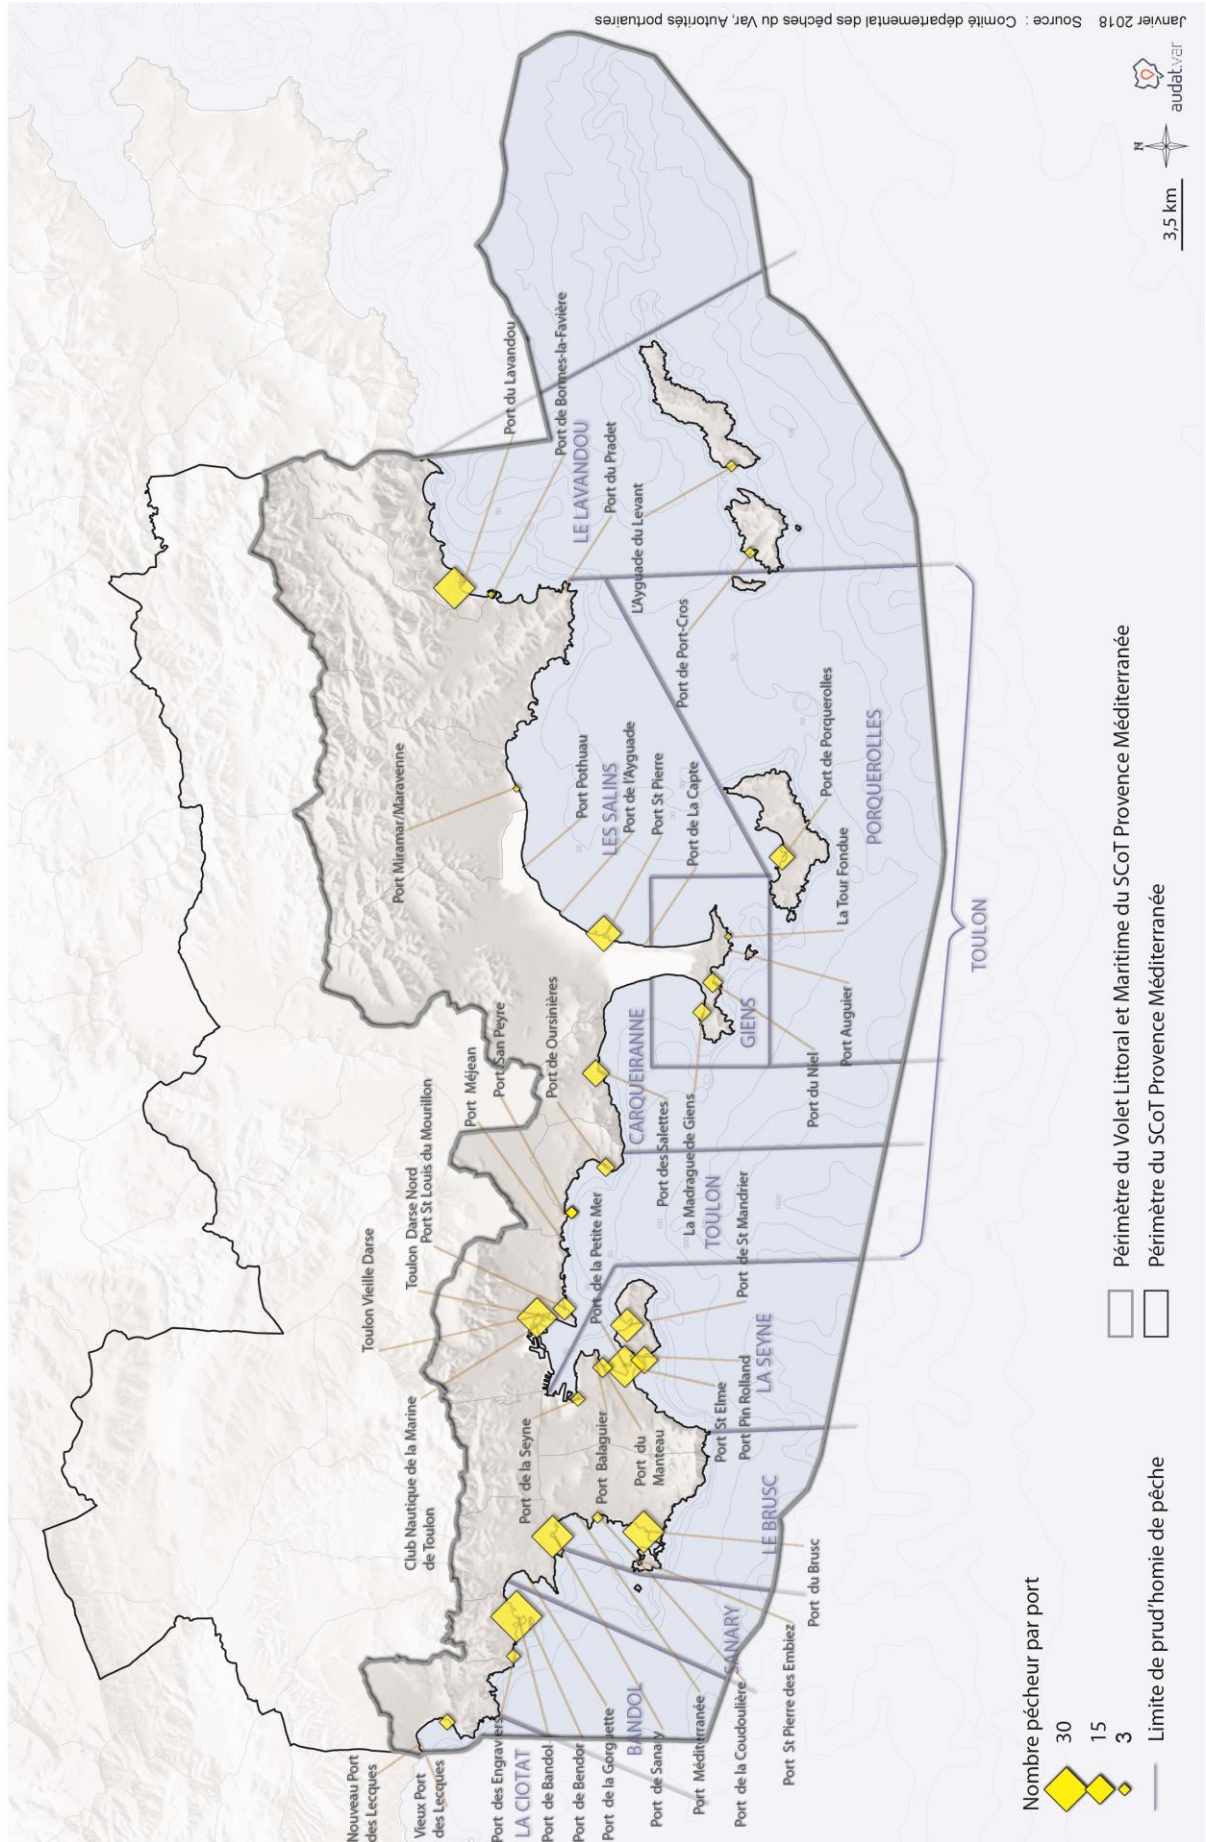 Nouveau Port
des Lecques
Vieux Port
des Lecques
Port des Engraviers
LA CIOTAT
Port de Bandol
Port de Bendor
Port de la Gorguette
BANDOL
Port de Sanary
Port Méditerranée
SANARY
Port de la Coudoulière
Port St Pierre des Embiez
Port du Brusc
LE BRUSC
Club Nautique de la Marine
de Toulon
Port de la Seyne
Port Balaguier
Port du
Manteau
Port St Elme
Port Pin Rolland
LA SEYNE
Toulon Vieille Darse
Toulon Darse Nord
Port St Louis du Mourillon
Port de la Petite Mer
Port de St Mandrier
Port Méjean
Port San Peyre
Port de Oursinières
TOULON
CARQUEIRANNE
Port des Salettes
La Madrague de Giens
GIENS
Port du Niel
Port Auguier
La Tour Fondue
Port Miramar/Maravenne
Port Pothuau
LES SALINS
Port de l'Ayguade
Port St Pierre
Port de La Capte
Port de Porquerolles
PORQUEROLLES
Port de Port-Cros
L'Ayguade du Levant
Port du Pradet
LE LAVANDOU
Port de Bormes-la-Favière
Port du Lavandou
TOULON
Nombre pécheur par port
30
15
3
Limite de prud'homie de pêche
Périmètre du Volet Littoral et Maritime du SCoT Provence Méditerranée
Périmètre du SCoT Provence Méditerranée
3,5 km
N
audat.var
Janvier 2018 Source : Comité départemental des pêches du Var, Autorités portuaires